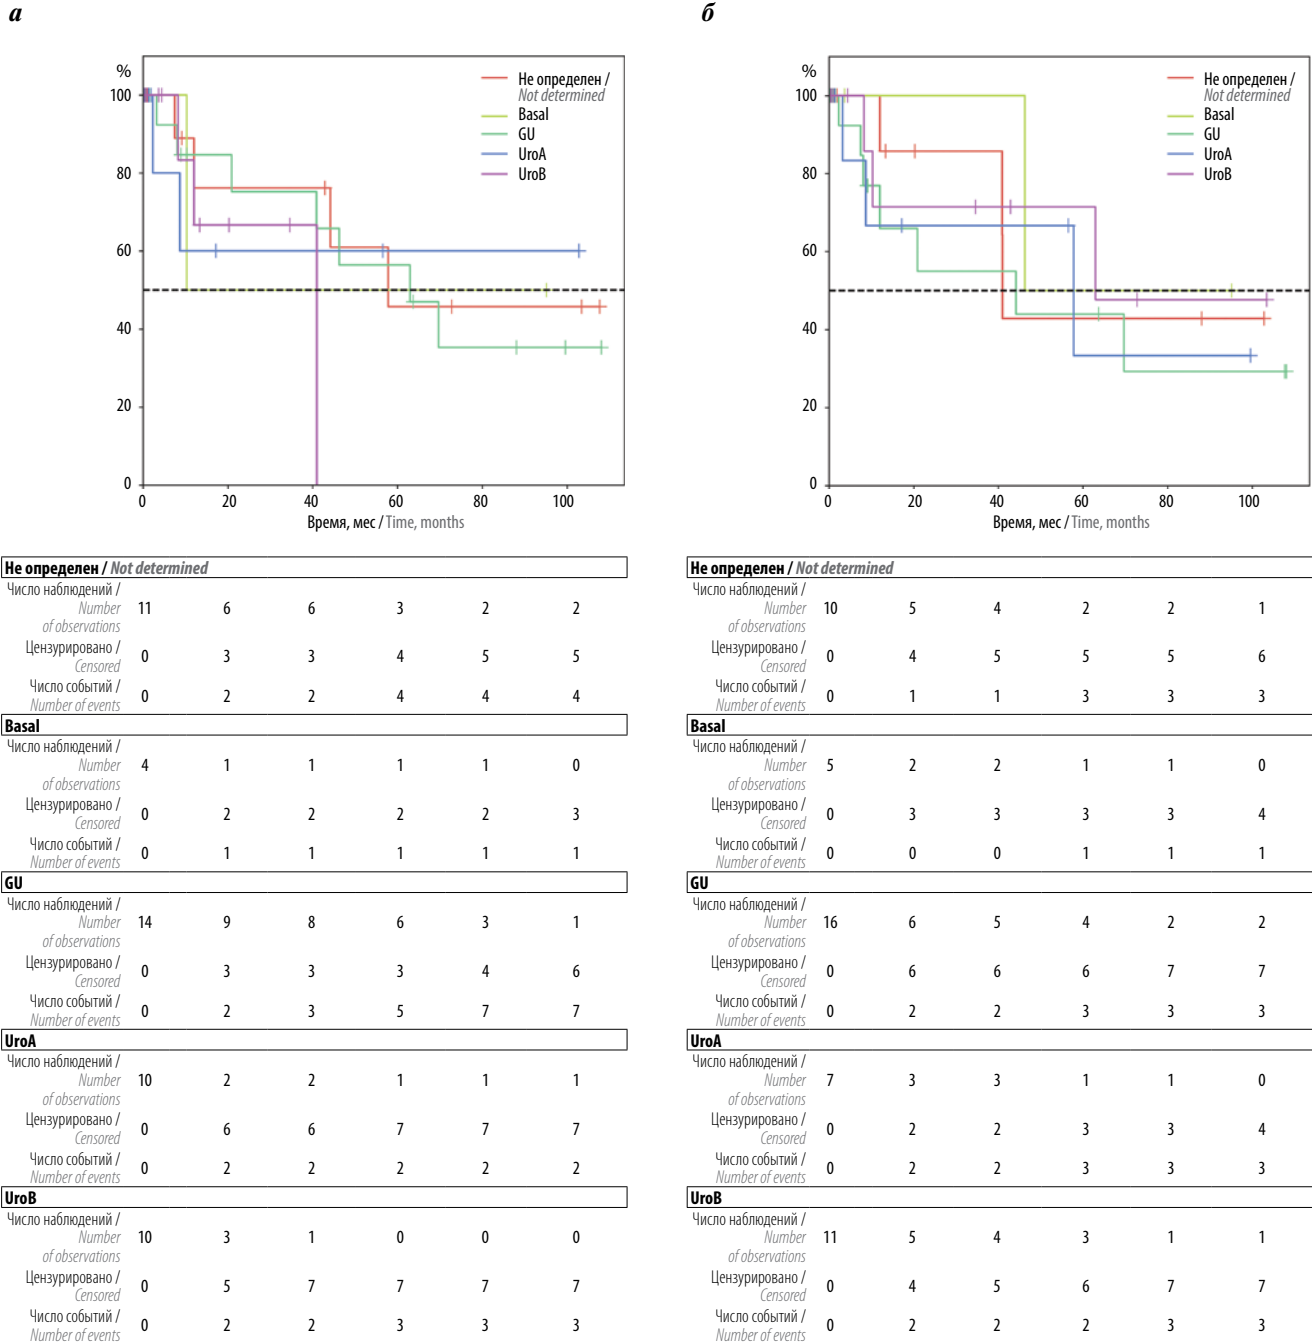 а
%
100
80
60
40
20
0
0 20 40 60 80 100
Время, мес / Time, months
Не определен /
Not determined
Basal
GU
UroA
UroB
Не определен / Not determined
Число наблюдений /
Number 11 6 6 3 2 2
of observations
Цензурировано /
Censored 0 3 3 4 5 5
Число событий /
Number of events 0 2 2 4 4 4
Basal
Число наблюдений /
Number 4 1 1 1 1 0
of observations
Цензурировано /
Censored 0 2 2 2 2 3
Число событий /
Number of events 0 1 1 1 1 1
GU
Число наблюдений /
Number 14 9 8 6 3 1
of observations
Цензурировано /
Censored 0 3 3 3 4 6
Число событий /
Number of events 0 2 3 5 7 7
UroA
Число наблюдений /
Number 10 2 2 1 1 1
of observations
Цензурировано /
Censored 0 6 6 7 7 7
Число событий /
Number of events 0 2 2 2 2 2
UroB
Число наблюдений /
Number 10 3 1 0 0 0
of observations
Цензурировано /
Censored 0 5 7 7 7 7
Число событий /
Number of events 0 2 2 3 3 3
б
%
100
80
60
40
20
0
0 20 40 60 80 100
Время, мес / Time, months
Не определен /
Not determined
Basal
GU
UroA
UroB
Не определен / Not determined
Число наблюдений /
Number 10 5 4 2 2 1
of observations
Цензурировано /
Censored 0 4 5 5 5 6
Число событий /
Number of events 0 1 1 3 3 3
Basal
Число наблюдений /
Number 5 2 2 1 1 0
of observations
Цензурировано /
Censored 0 3 3 3 3 4
Число событий /
Number of events 0 0 0 1 1 1
GU
Число наблюдений /
Number 16 6 5 4 2 2
of observations
Цензурировано /
Censored 0 6 6 6 7 7
Число событий /
Number of events 0 2 2 3 3 3
UroA
Число наблюдений /
Number 7 3 3 1 1 0
of observations
Цензурировано /
Censored 0 2 2 3 3 4
Число событий /
Number of events 0 2 2 3 3 3
UroB
Число наблюдений /
Number 11 5 4 3 1 1
of observations
Цензурировано /
Censored 0 4 5 6 7 7
Число событий /
Number of events 0 2 2 2 3 3